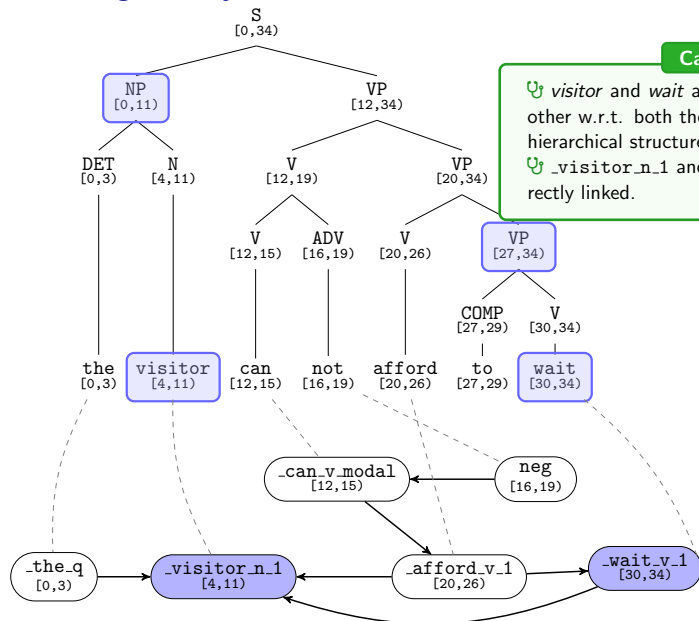 S
[0,34)
NP
[0,11)
VP
[12,34)
DET
[0,3)
N
[4,11)
V
[12,19)
VP
[20,34)
V
[12,15)
ADV
[16,19)
V
[20,26)
VP
[27,34)
COMP
[27,29)
V
[30,34)
the
[0,3)
visitor
[4,11)
can
[12,15)
not
[16,19)
afford
[20,26)
to
[27,29)
wait
[30,34)
visitor and wait
other w.r.t. both
hierarchical structure
_visitor_n_1
rectly linked.
_can_v_modal
[12,15)
neg
[16,19)
_the_q
[0,3)
_visitor_n_1
[4,11)
_afford_v_1
[20,26)
_wait_v_1
[30,34)